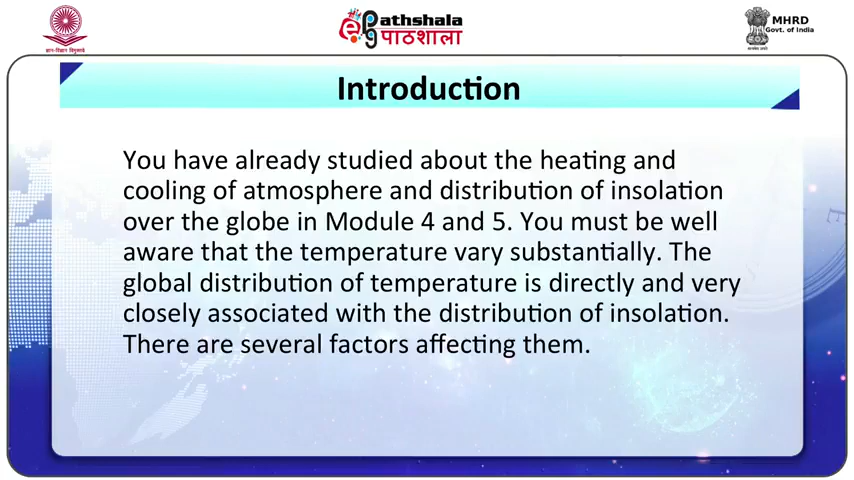 ज्ञान-विज्ञान विमुक्तये
ePathshala
पाठशाला
MHRD
Govt. of India
Introduction
You have already studied about the heating and
cooling of atmosphere and distribution of insolation
over the globe in Module 4 and 5. You must be well
aware that the temperature vary substantially. The
global distribution of temperature is directly and very
closely associated with the distribution of insolation.
There are several factors affecting them.